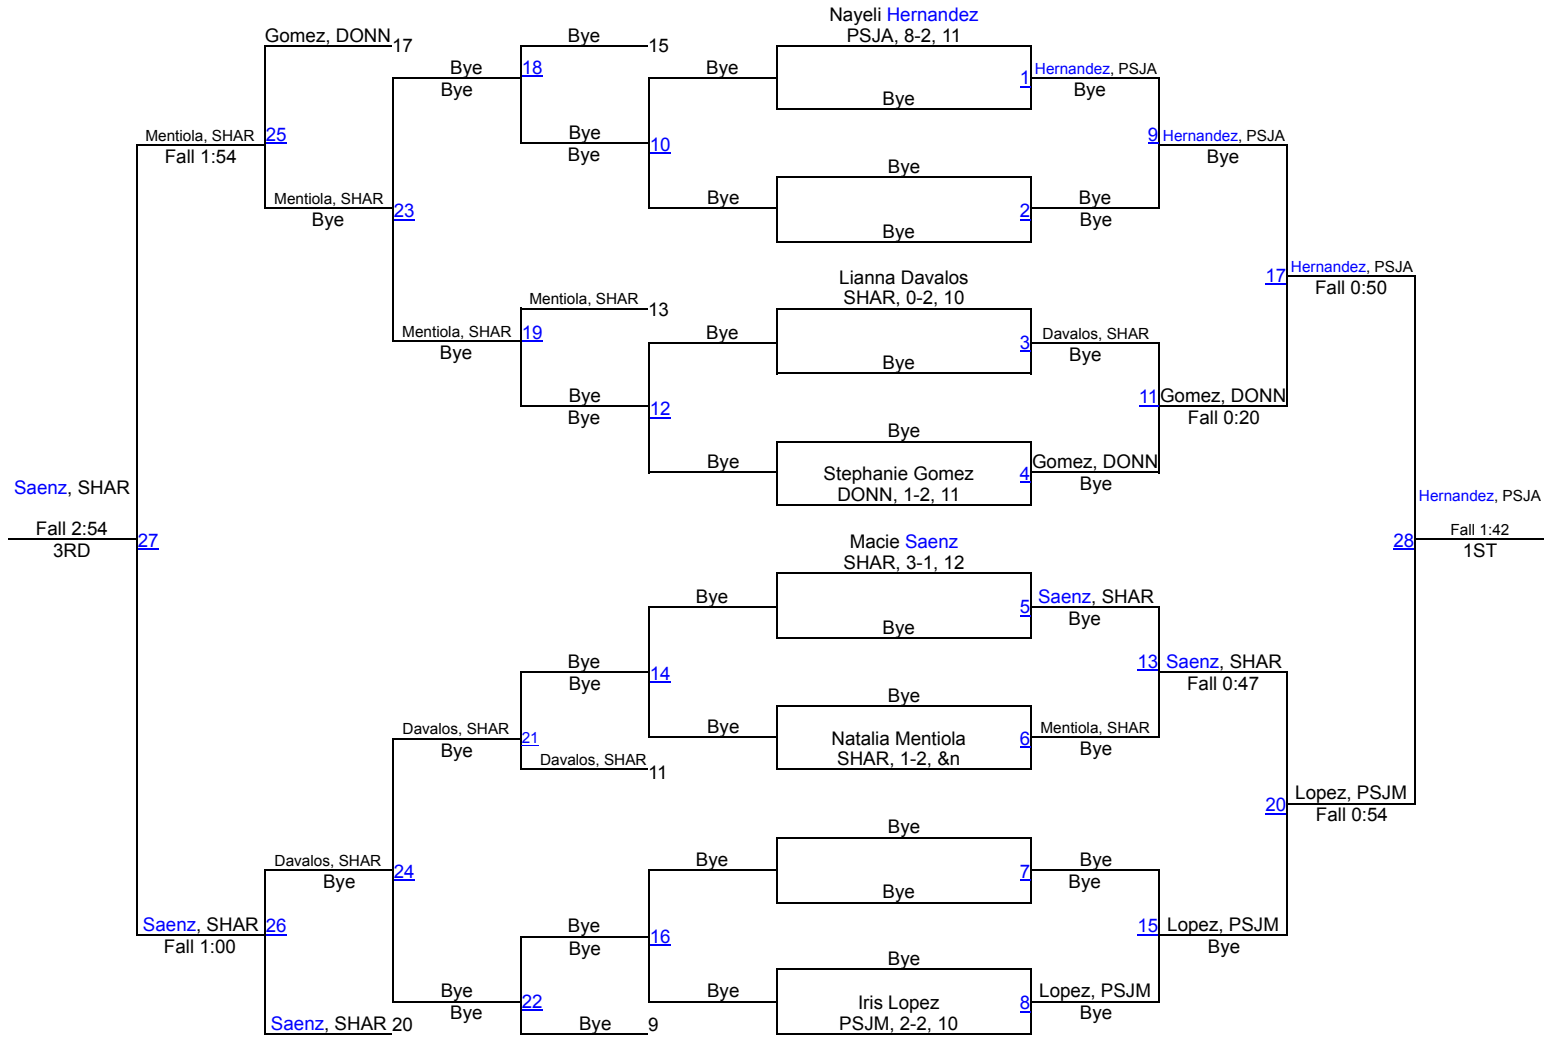 Nayeli Hernandez
PSJA, 8-2, 11
Gomez, DONN 17
Bye
15
Bye
Bye
18
Bye
1
Hernandez, PSJA
Bye
Bye
Bye
Bye
10
Mentiola, SHAR
Fall 1:54
25
9
Hernandez, PSJA
Bye
Bye
Mentiola, SHAR
Bye
23
Bye
2
Bye
Bye
Bye
Lianna Davalos
SHAR, 0-2, 10
17
Hernandez, PSJA
Fall 0:50
Mentiola, SHAR
13
Mentiola, SHAR
Bye
19
Bye
3
Davalos, SHAR
Bye
Bye
Bye
Bye
12
11
Gomez, DONN
Fall 0:20
Bye
Bye
Stephanie Gomez
DONN, 1-2, 11
4
Gomez, DONN
Bye
Saenz, SHAR
Fall 2:54
3RD
27
Hernandez, PSJA
Fall 1:42
1ST
28
Macie Saenz
SHAR, 3-1, 12
Bye
5
Saenz, SHAR
Bye
Bye
Bye
Bye
14
13
Saenz, SHAR
Fall 0:47
Bye
Davalos, SHAR
Bye
21
Bye
Natalia Mentiola
SHAR, 1-2, &n
6
Mentiola, SHAR
Bye
Davalos, SHAR
11
20
Lopez, PSJM
Fall 0:54
Bye
Davalos, SHAR
Bye
24
Bye
7
Bye
Bye
Bye
Saenz, SHAR
Fall 1:00
26
Bye
Bye
16
15
Lopez, PSJM
Bye
Bye
Bye
Bye
22
Bye
Iris Lopez
PSJM, 2-2, 10
8
Lopez, PSJM
Bye
Saenz, SHAR 20
Bye
9